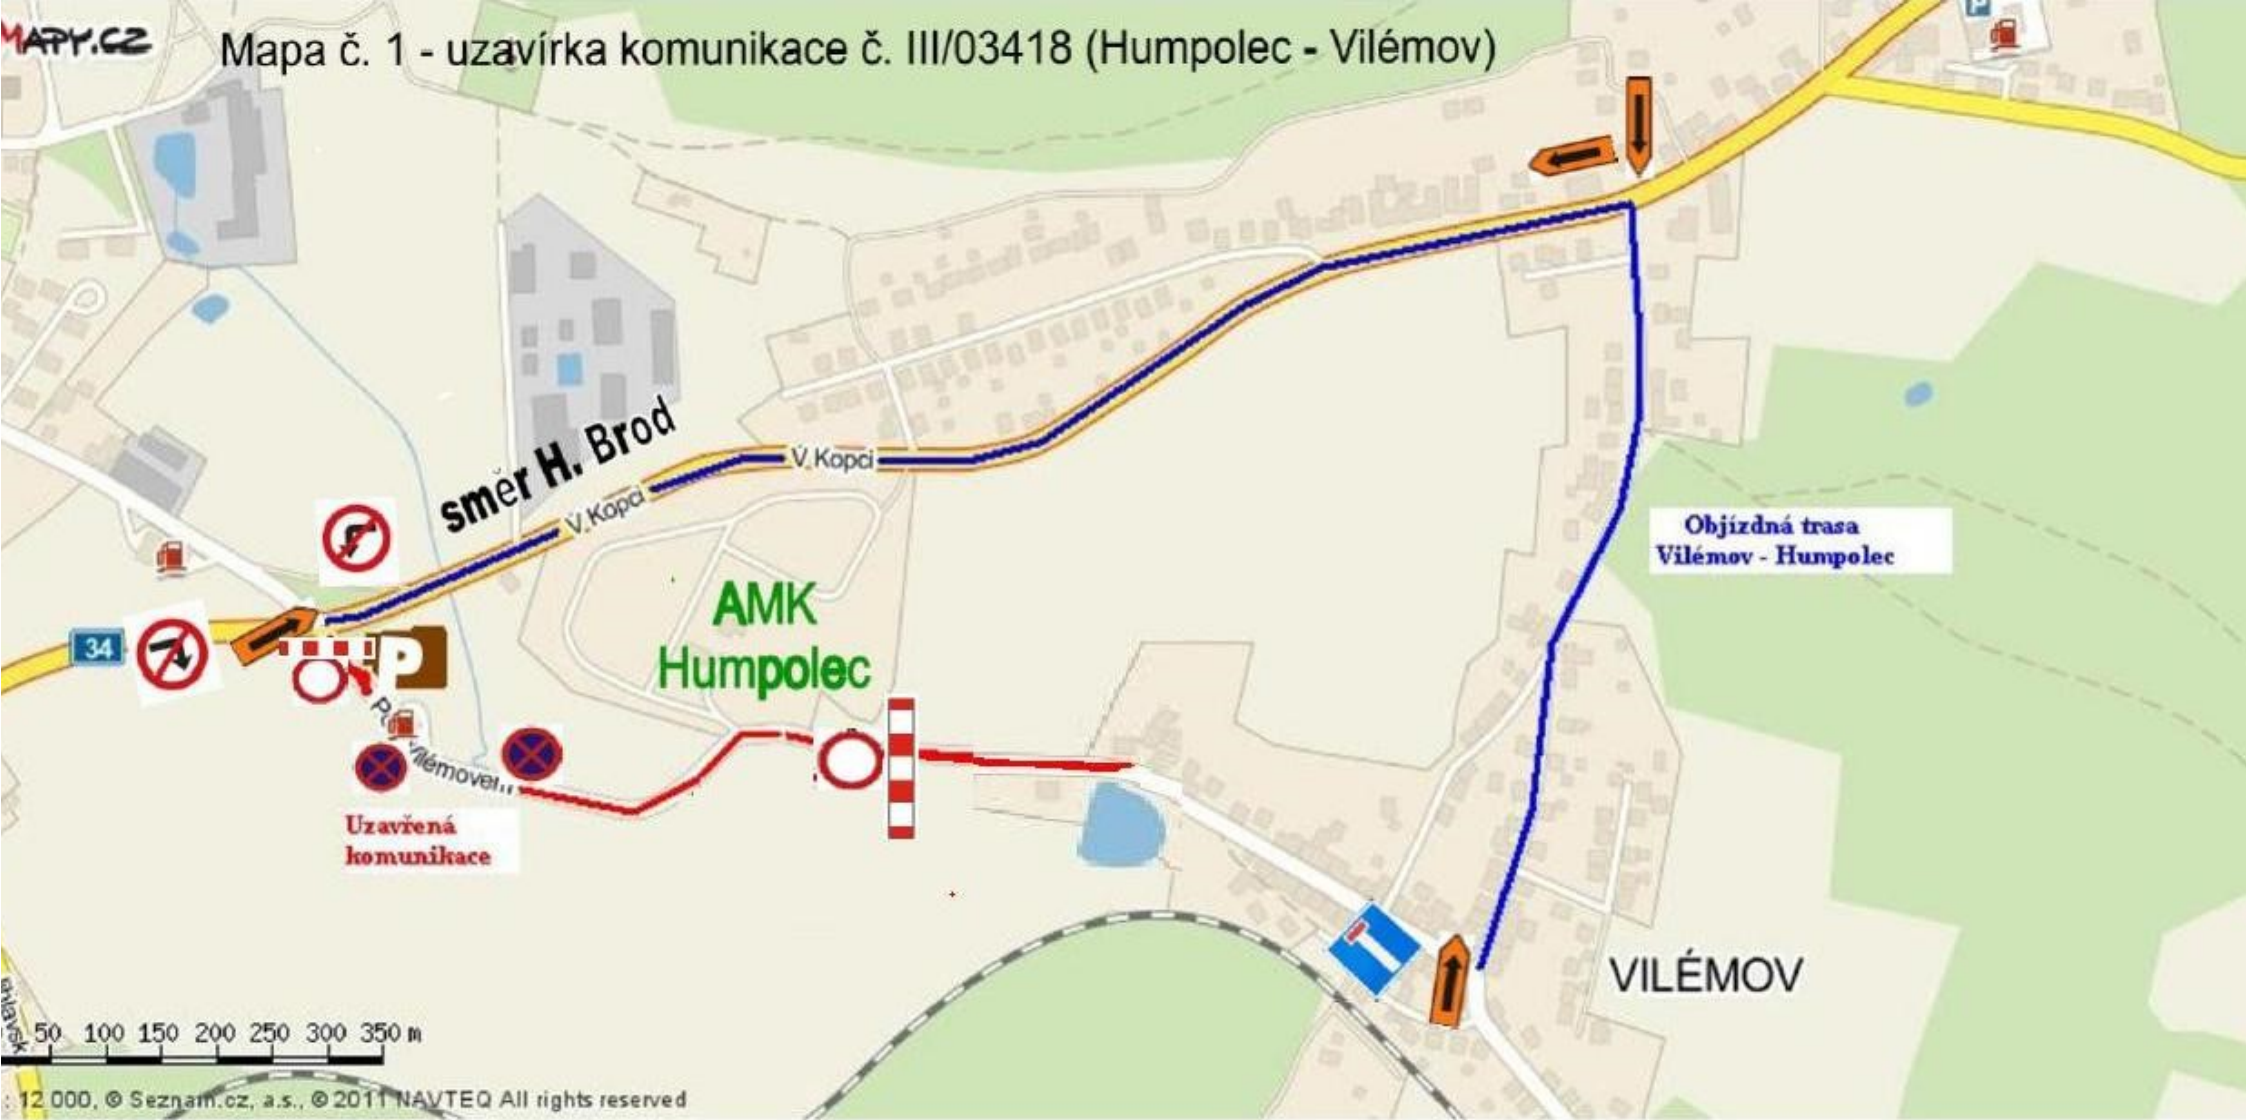 MAPY.CZ
Mapa č. 1 - uzavírka komunikace č. III/03418 (Humpolec - Vilémov)
P
směr H. Brod
V Kopci
V Kopci
Objízdná trasa
Vilémov - Humpolec
34
P
AMK
Humpolec
Uzavřená
komunikace
VILÉMOV
50 100 150 200 250 300 350 m
: 12 000, © Seznam.cz, a.s., © 2011 NAVTEQ All rights reserved